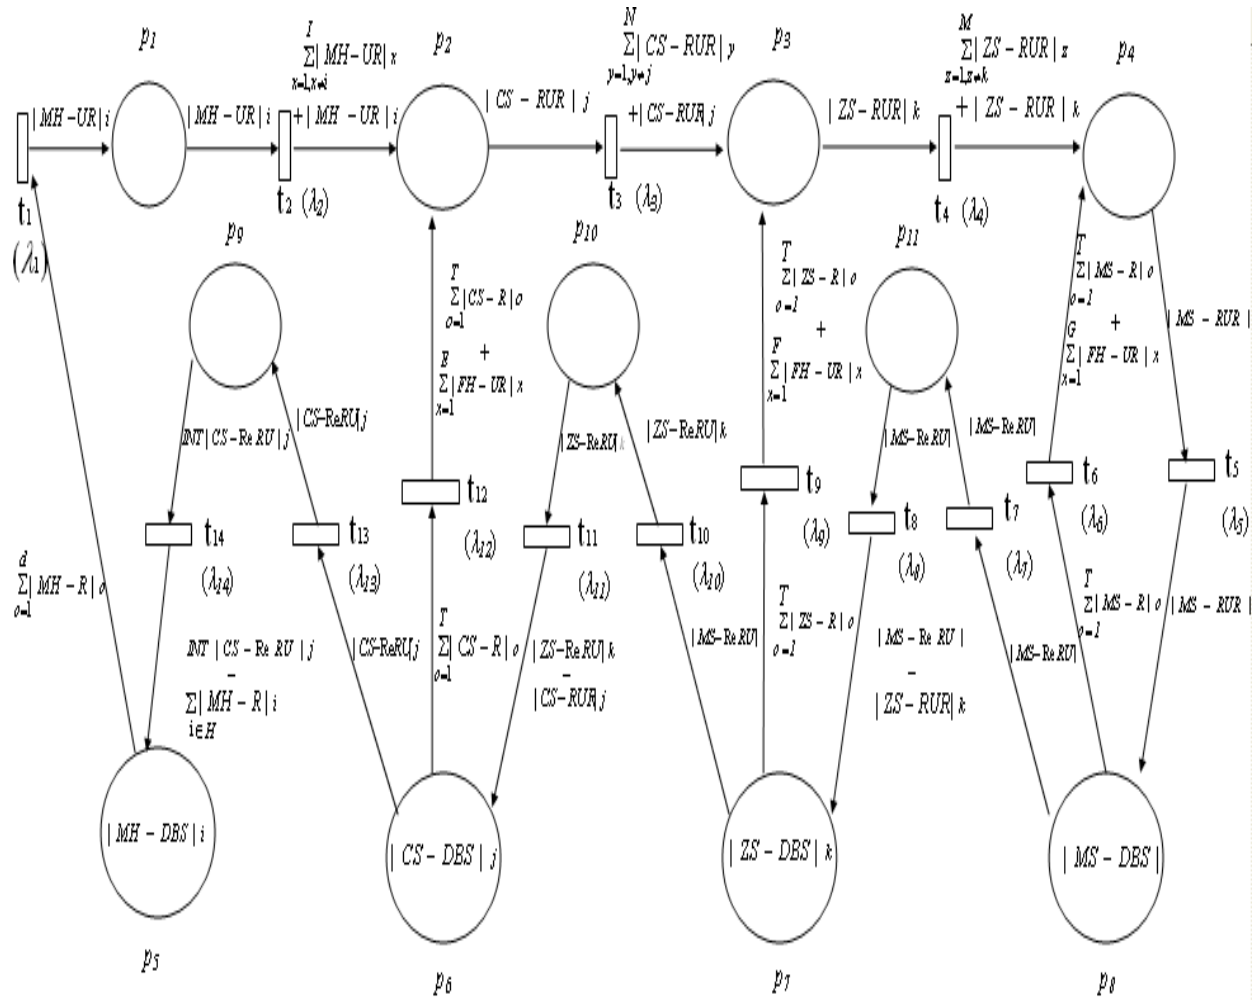 p1
I
Σ| MH−UR| x
x=1,x≠i
+| MH −UR| i
p2
N
Σ| CS−RUR| y
y=1,y≠j
+| CS−RUR| j
p3
M
Σ| ZS−RUR| z
z=1,z≠k
+ | ZS−RUR| k
p4
| MH−UR| i
| MH−UR| i
| CS − RUR | j
| ZS−RUR| k
t1
(λ1)
t2 (λ2)
t3 (λ3)
t4 (λ4)
p9
p10
p11
T
Σ| CS−R | o
o=1
+
E
Σ| FH−UR| x
x=1
T
Σ| ZS−R | o
o=1
+
F
Σ| FH−UR| x
x=1
T
Σ| MS−R | o
o=1
+
G
Σ| FH−UR| x
x=1
| MS − RUR |
INT | CS−Re RU | j
| CS−ReRU| j
| ZS−ReRU| k
| ZS−ReRU| k
| MS−ReRU|
| MS−ReRU|
t14
(λ14)
t13
(λ13)
t12
(λ12)
t11
(λ11)
t10
(λ10)
t9
(λ9)
t8
(λ8)
t7
(λ7)
t6
(λ6)
t5
(λ5)
d
Σ| MH−R | o
o=1
INT | CS−Re RU | j
−
Σ| MH−R | i
i∈H
| CS−ReRU| j
T
Σ| CS−R | o
o=1
| ZS−ReRU| k
−
| CS−RUR| j
| MS−ReRU|
T
Σ| ZS−R | o
o=1
| MS−Re RU |
−
| ZS−RUR| k
| MS−ReRU|
T
Σ| MS−R | o
o=1
| MS−RUR |
| MH − DBS | i
| CS − DBS | j
| ZS − DBS | k
| MS − DBS |
p5
p6
p7
p8